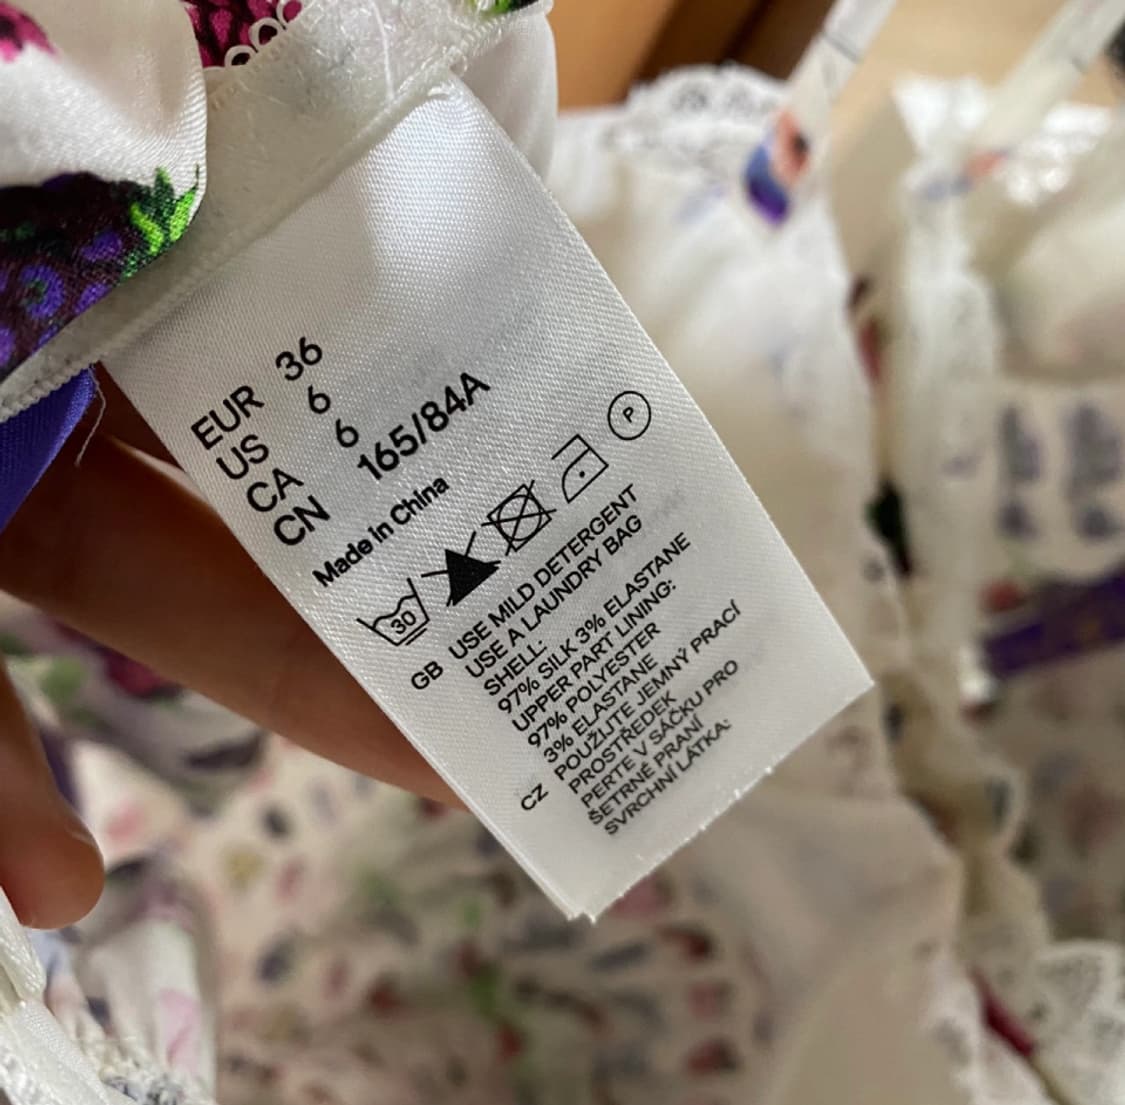 EUR 36
US 6
CA 6
CN 165/84A
Made in China
30
P
GB USE MILD DETERGENT
USE A LAUNDRY BAG
SHELL:
97% SILK 3% ELASTANE
UPPER PART LINING:
97% POLYESTER
3% ELASTANE
CZ POUŽIJTE JEMNÝ PRACÍ
PROSTŘEDEK
PERTE V SÁČKU PRO
ŠETRNÉ PRANÍ
SVRCHNÍ LÁTKA: